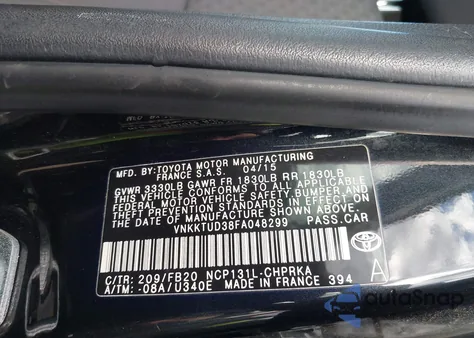 MFD. BY: TOYOTA MOTOR MANUFACTURING
FRANCE S.A.S. 04/15
GVWR 3330LB GAWR FR 1830LB RR 1830LB
THIS VEHICLE CONFORMS TO ALL APPLICABLE
FEDERAL MOTOR VEHICLE SAFETY, BUMPER, AND
THEFT PREVENTION STANDARDS IN EFFECT ON
THE DATE OF MANUFACTURE SHOWN ABOVE.
VNKKTUD38FA048299 PASS.CAR
TOYOTA
C/TR: 209/FB20 NCP131L-CHPRKA
A/TM: -08A/U340E MADE IN FRANCE 394
A
autoSnap